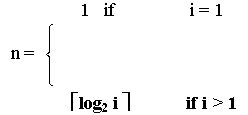 1 if i = 1
n =
⌈log₂ i⌉ if i > 1